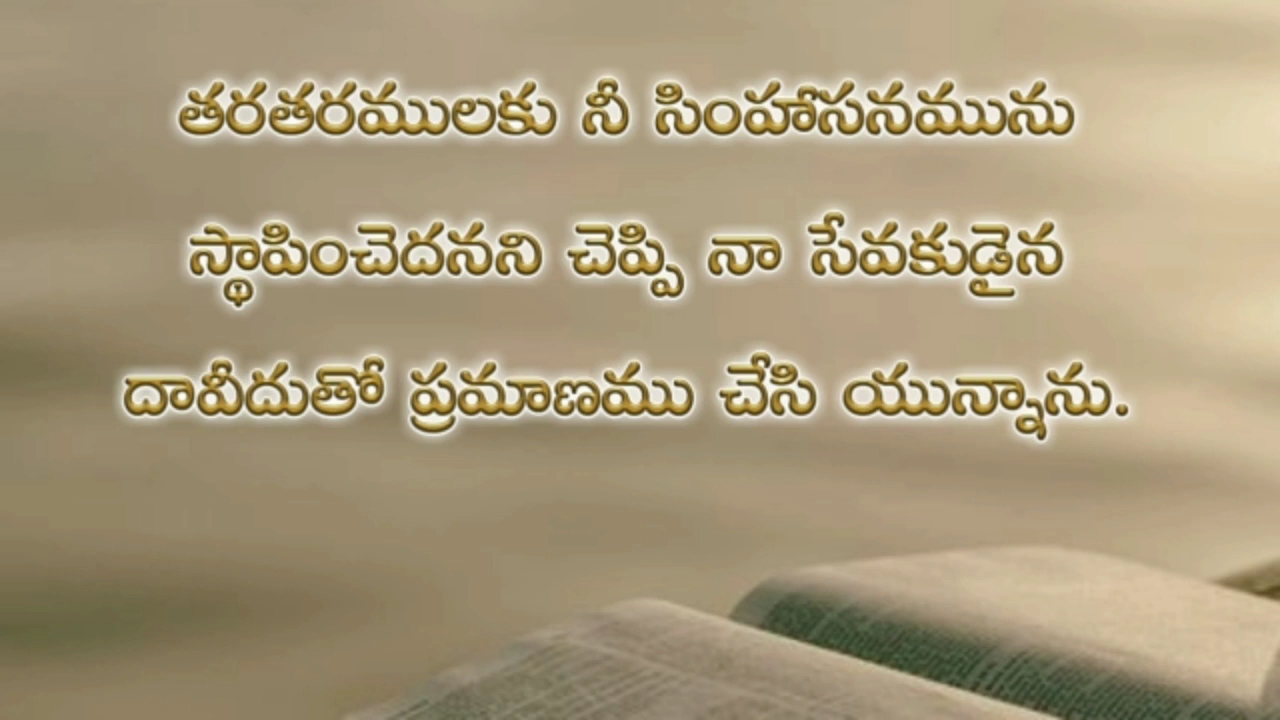 తరతరములకు నీ సింహాసనమును
స్థాపించెదనని చెప్పి నా సేవకుడైన
దావీదుతో ప్రమాణము చేసి యున్నాను.